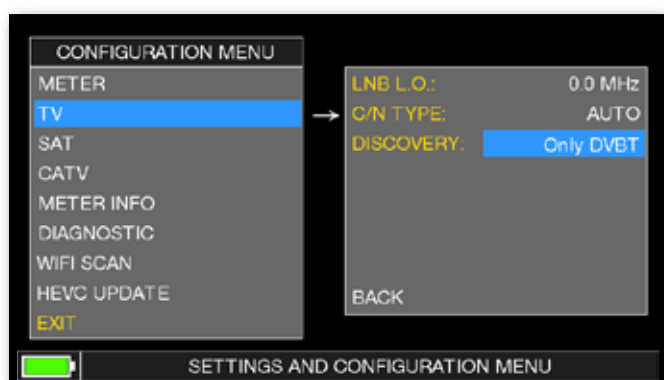 CONFIGURATION MENU
METER
TV
SAT
CATV
METER INFO
DIAGNOSTIC
WIFI SCAN
HEVC UPDATE
EXIT
LNB L.O.: 0.0 MHz
C/N TYPE: AUTO
DISCOVERY: Only DVBT
BACK
SETTINGS AND CONFIGURATION MENU